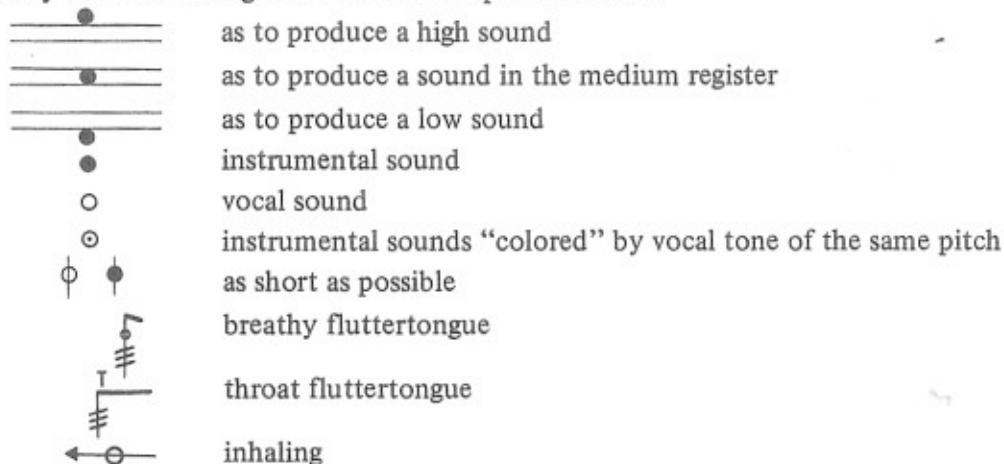 as to produce a high sound
as to produce a sound in the medium register
as to produce a low sound
instrumental sound
vocal sound
instrumental sounds “colored” by vocal tone of the same pitch
as short as possible
breathy fluttertongue
T
throat fluttertongue
inhaling